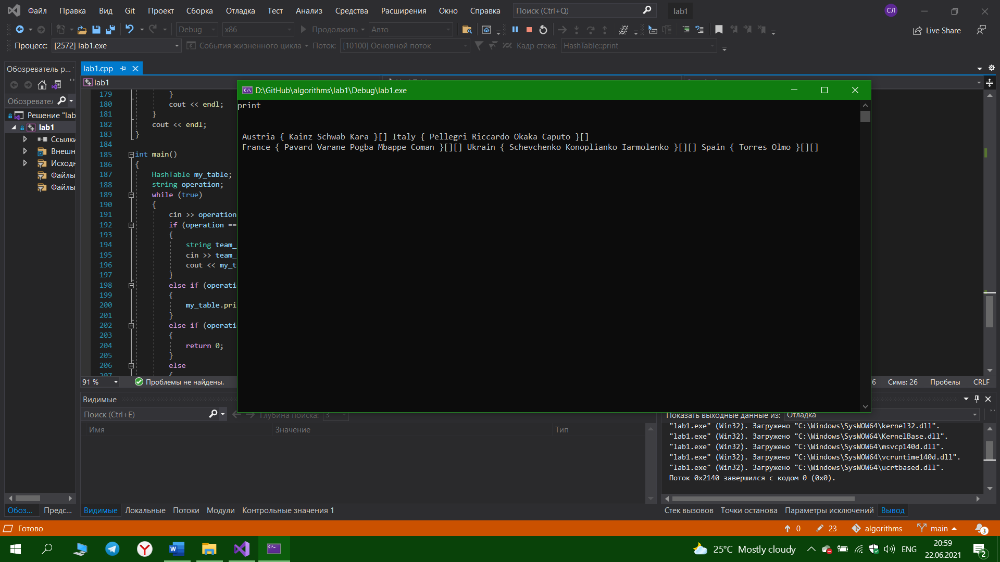 Файл Правка Вид Git Проект Сборка Отладка Тест Анализ Средства Расширения Окно Справка Поиск (Ctrl+Q) lab1 СЛ
Debug x86 Продолжить Авто Live Share
Процесс: [2572] lab1.exe События жизненного цикла Поток: [10100] Основной поток Кадр стека: HashTable::print
Обозреватель р...
Решение "lab
lab1
Ссылки
Внешн
Исходн
Файлы
Файлы
Обоз... Предс...
lab1.cpp
lab1
179 }
180 cout << endl;
181 }
182 cout << endl;
183 }
184
185 int main()
186 {
187 HashTable my_table;
188 string operation;
189 while (true)
190 {
191 cin >> operation
192 if (operation ==
193 {
194 string team_
195 cin >> team_
196 cout << my_t
197 }
198 else if (operati
199 {
200 my_table.pri
201 }
202 else if (operati
203 {
204 return 0;
205 }
206 else
207 {
91 % Проблемы не найдены. 6 Симв: 26 Пробелы CRLF
D:\GitHub\algorithms\lab1\Debug\lab1.exe
print
Austria { Kainz Schwab Kara }[] Italy { Pellegri Riccardo Okaka Caputo }[]
France { Pavard Varane Pogba Mbappe Coman }[][] Ukrain { Schevchenko Konoplianko Iarmolenko }[][] Spain { Torres Olmo }[][]
Видимые
Поиск (Ctrl+E) Глубина поиска: 3
Имя Значение Тип
Видимые Локальные Потоки Модули Контрольные значения 1
Показать выходные данные из: Отладка
"lab1.exe" (Win32). Загружено "C:\Windows\SysWOW64\kernel32.dll".
"lab1.exe" (Win32). Загружено "C:\Windows\SysWOW64\KernelBase.dll".
"lab1.exe" (Win32). Загружено "C:\Windows\SysWOW64\msvcp140d.dll".
"lab1.exe" (Win32). Загружено "C:\Windows\SysWOW64\vcruntime140d.dll".
"lab1.exe" (Win32). Загружено "C:\Windows\SysWOW64\ucrtbased.dll".
Поток 0x2140 завершился с кодом 0 (0x0).
Стек вызовов Точки останова Параметры исключений Вывод
Готово 0 23 algorithms main 3
25°C Mostly cloudy ENG 20:59
22.06.2021 2